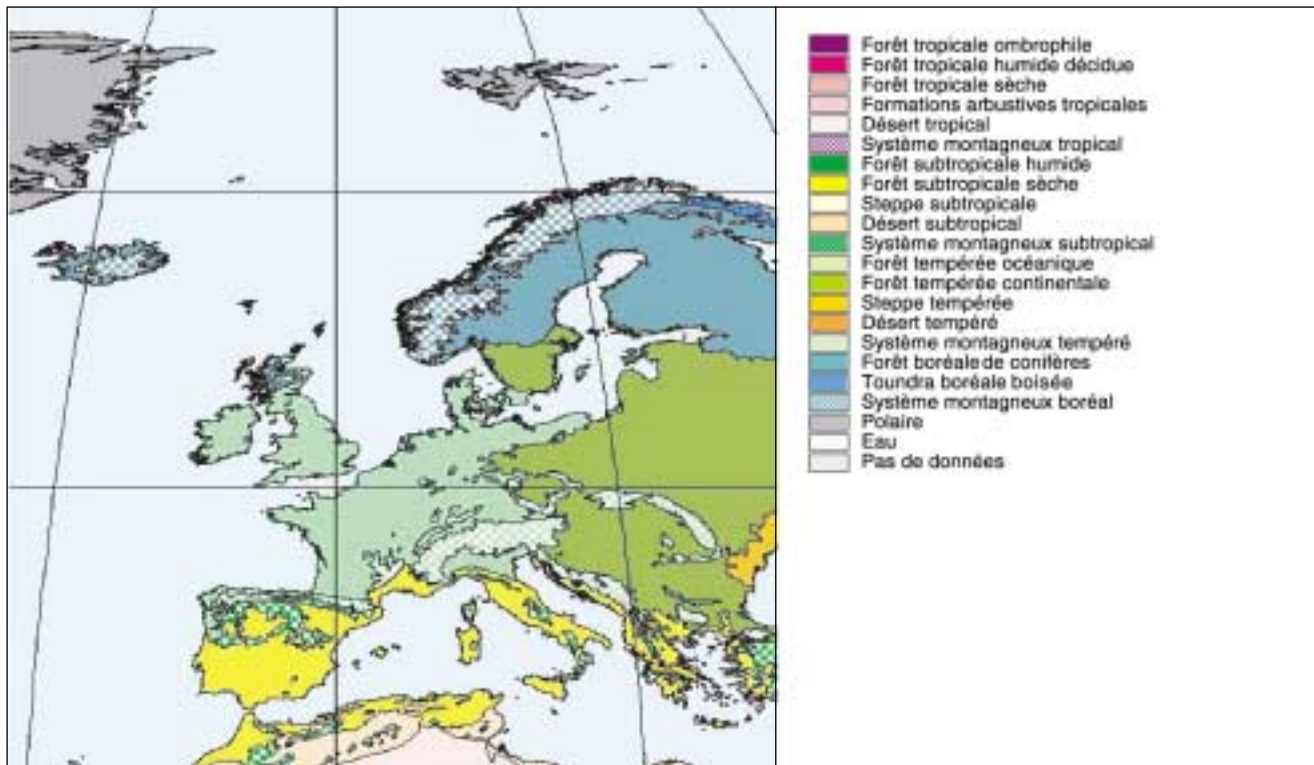 Forêt tropicale ombrophile
Forêt tropicale humide décidue
Forêt tropicale sèche
Formations arbustives tropicales
Désert tropical
Système montagneux tropical
Forêt subtropicale humide
Forêt subtropicale sèche
Steppe subtropicale
Désert subtropical
Système montagneux subtropical
Forêt tempérée océanique
Forêt tempérée continentale
Steppe tempérée
Désert tempéré
Système montagneux tempéré
Forêt boréale de conifères
Toundra boréale boisée
Système montagneux boréal
Polaire
Eau
Pas de données